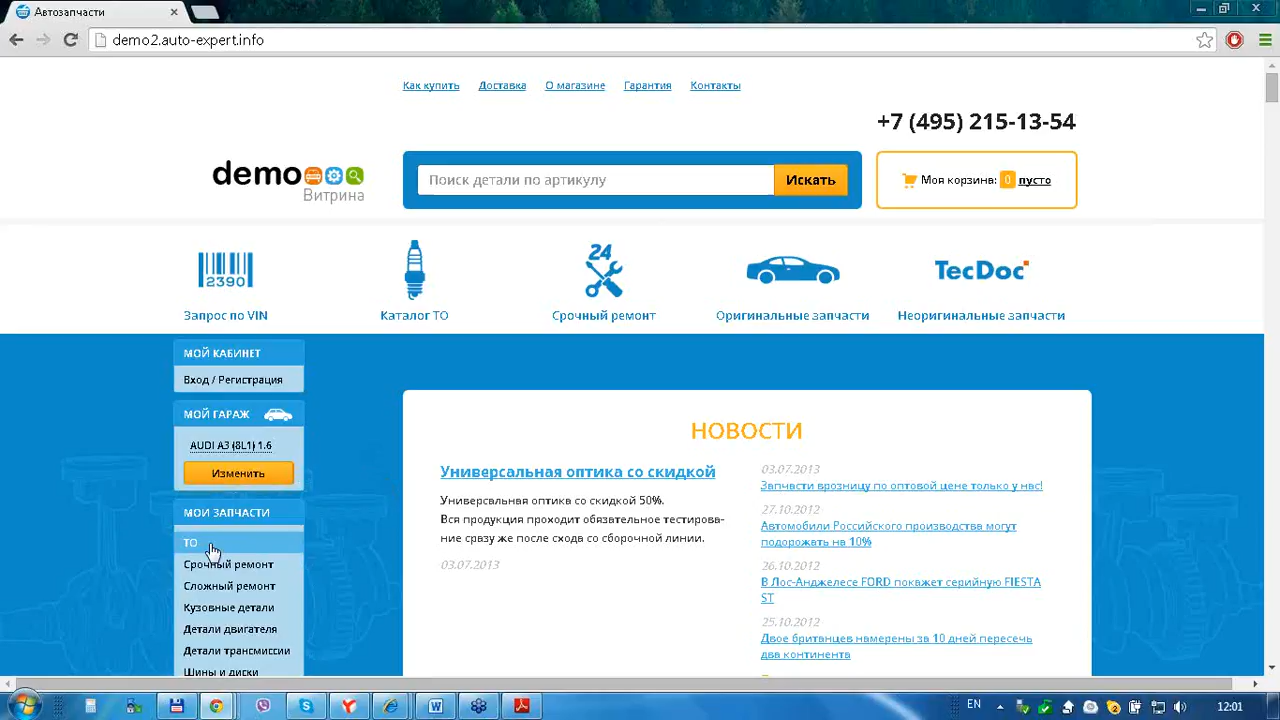 Автозапчасти
demo2.auto-expert.info
Как купить Доставка О магазине Гарантия Контакты
+7 (495) 215-13-54
demo
Витрина
Поиск детали по артикулу
Искать
Моя корзина: 0 пусто
2390
24
TecDoc
Запрос по VIN
Каталог ТО
Срочный ремонт
Оригинальные запчасти
Неоригинальные запчасти
МОЙ КАБИНЕТ
Вход / Регистрация
МОЙ ГАРАЖ
AUDI A3 (8L1) 1.6
Изменить
МОИ ЗАПЧАСТИ
ТО
Срочный ремонт
Сложный ремонт
Кузовные детали
Детали двигателя
Детали трансмиссии
Шины и диски
НОВОСТИ
Универсальная оптика со скидкой
Универсальная оптика со скидкой 50%.
Вся продукция проходит обязательное тестирова-
ние сразу же после схода со сборочной линии.
03.07.2013
03.07.2013
Запчасти врозницу по оптовой цене только у нас!
27.10.2012
Автомобили Российского производства могут
подорожать на 10%
26.10.2012
В Лос-Анджелесе FORD покажет серийную FIESTA
ST
25.10.2012
Двое британцев намерены за 10 дней пересечь
два континента
EN
12:01